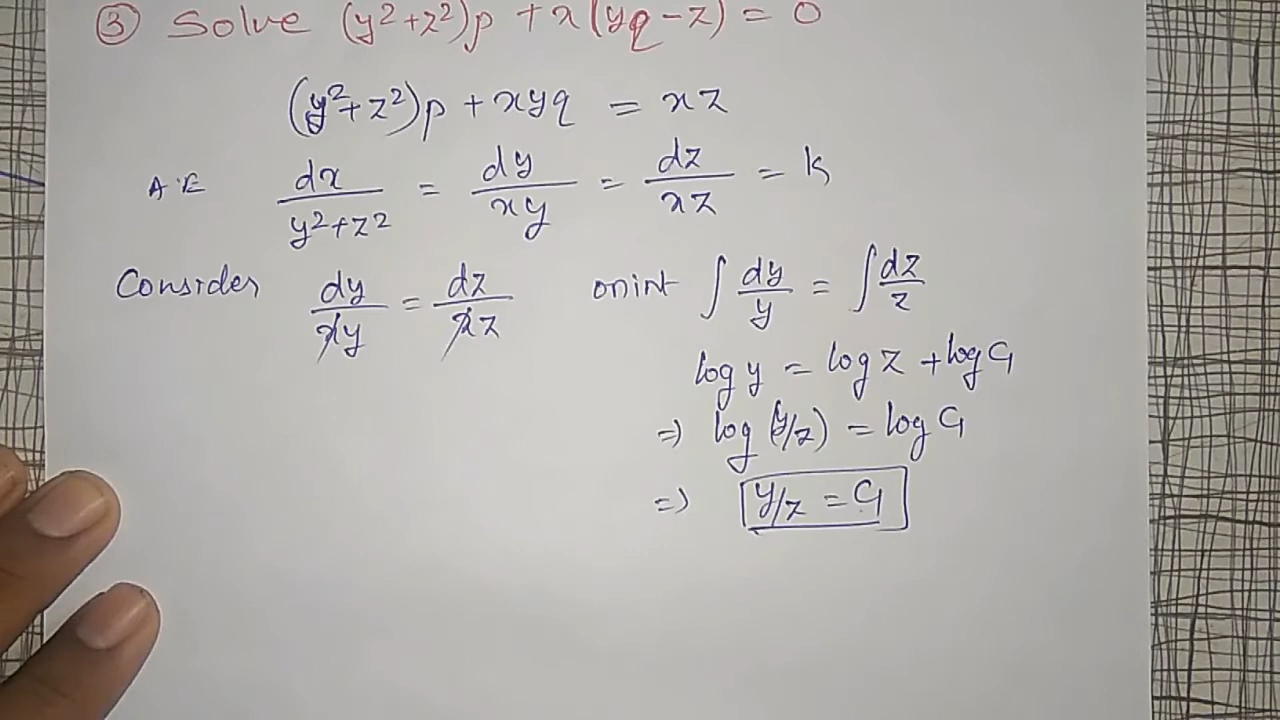 ③ Solve (y²+z²)p + x(yq-z) = 0
(y²+z²)p + xyq = xz
A.E dx/(y²+z²) = dy/xy = dz/xz = k
Consider dy/xy = dz/xz on int ∫ dy/y = ∫ dz/z
log y = log z + log C₁
⇒ log (y/z) = log C₁
⇒ y/z = C₁